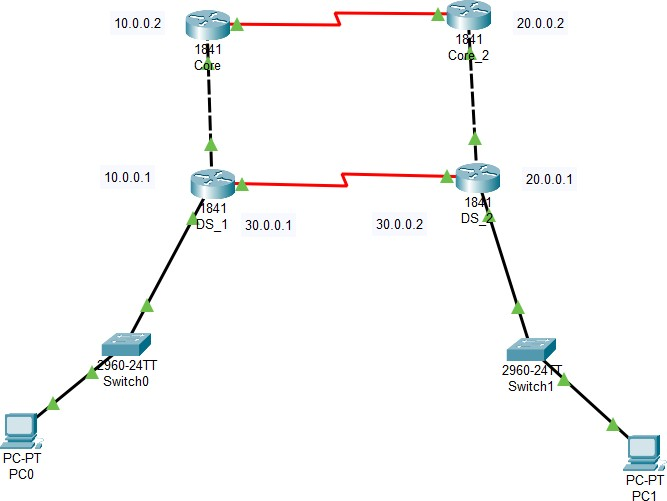 10.0.0.2
1841
Core
1841
Core_2
20.0.0.2
10.0.0.1
1841
DS_1
30.0.0.1
30.0.0.2
1841
DS_2
20.0.0.1
2960-24TT
Switch0
2960-24TT
Switch1
PC-PT
PC0
PC-PT
PC1